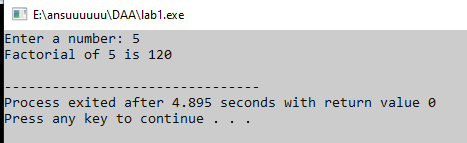 E:\ansuuuuuu\DAA\lab1.exe
Enter a number: 5
Factorial of 5 is 120
--------------------------------
Process exited after 4.895 seconds with return value 0
Press any key to continue . . .